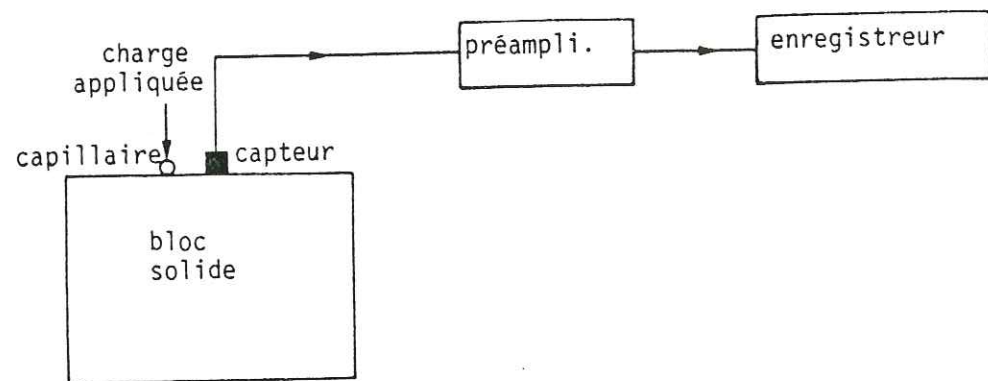 charge
appliquée
capillaire
capteur
préampli.
enregistreur
bloc
solide